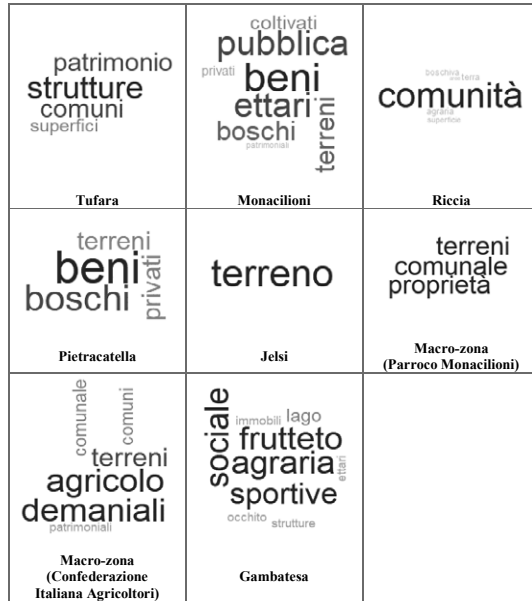 patrimonio
strutture
comuni
superfici
Tufara
coltivati
pubblica
privati
beni
ettari
boschi
patrimoniali
terreni
Monacilioni
boschiva
terra
comunità
agraria
superficie
Riccia
terreni
beni
boschi
privati
Pietracatella
terreno
Jelsi
terreni
comunale
proprietà
Macro-zona
(Parroco Monacilioni)
comunale
comuni
terreni
agricolo
demaniali
patrimoniali
Macro-zona
(Confederazione
Italiana Agricoltori)
sociale
immobili
lago
frutteto
agraria
ettari
sportive
occhito
strutture
Gambatesa